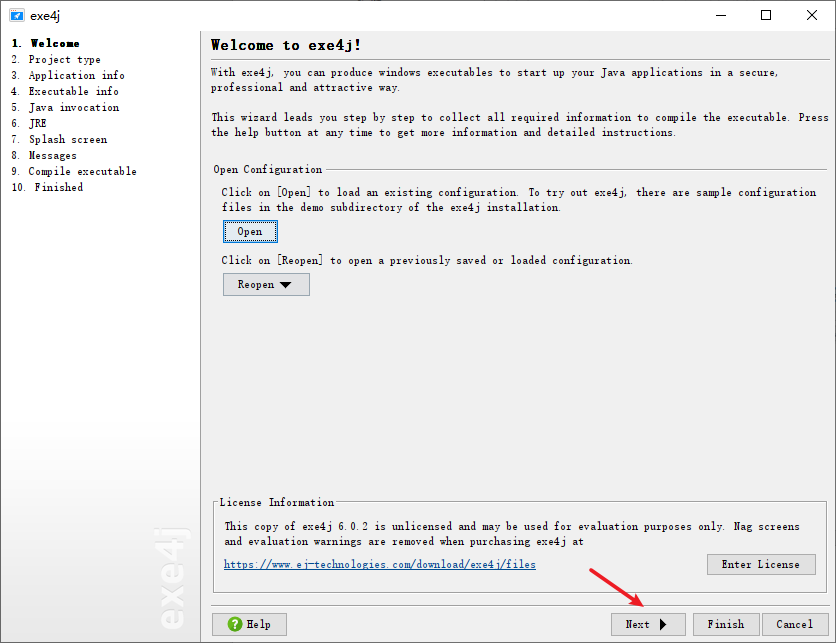 exe4j
1. Welcome
2. Project type
3. Application info
4. Executable info
5. Java invocation
6. JRE
7. Splash screen
8. Messages
9. Compile executable
10. Finished
exe4j
Welcome to exe4j!
With exe4j, you can produce windows executables to start up your Java applications in a secure,
professional and attractive way.
This wizard leads you step by step to collect all required information to compile the executable. Press
the help button at any time to get more information and detailed instructions.
Open Configuration
Click on [Open] to load an existing configuration. To try out exe4j, there are sample configuration
files in the demo subdirectory of the exe4j installation.
Open
Click on [Reopen] to open a previously saved or loaded configuration.
Reopen
License Information
This copy of exe4j 6.0.2 is unlicensed and may be used for evaluation purposes only. Nag screens
and evaluation warnings are removed when purchasing exe4j at
https://www.ej-technologies.com/download/exe4j/files
Enter License
? Help
Next
Finish
Cancel